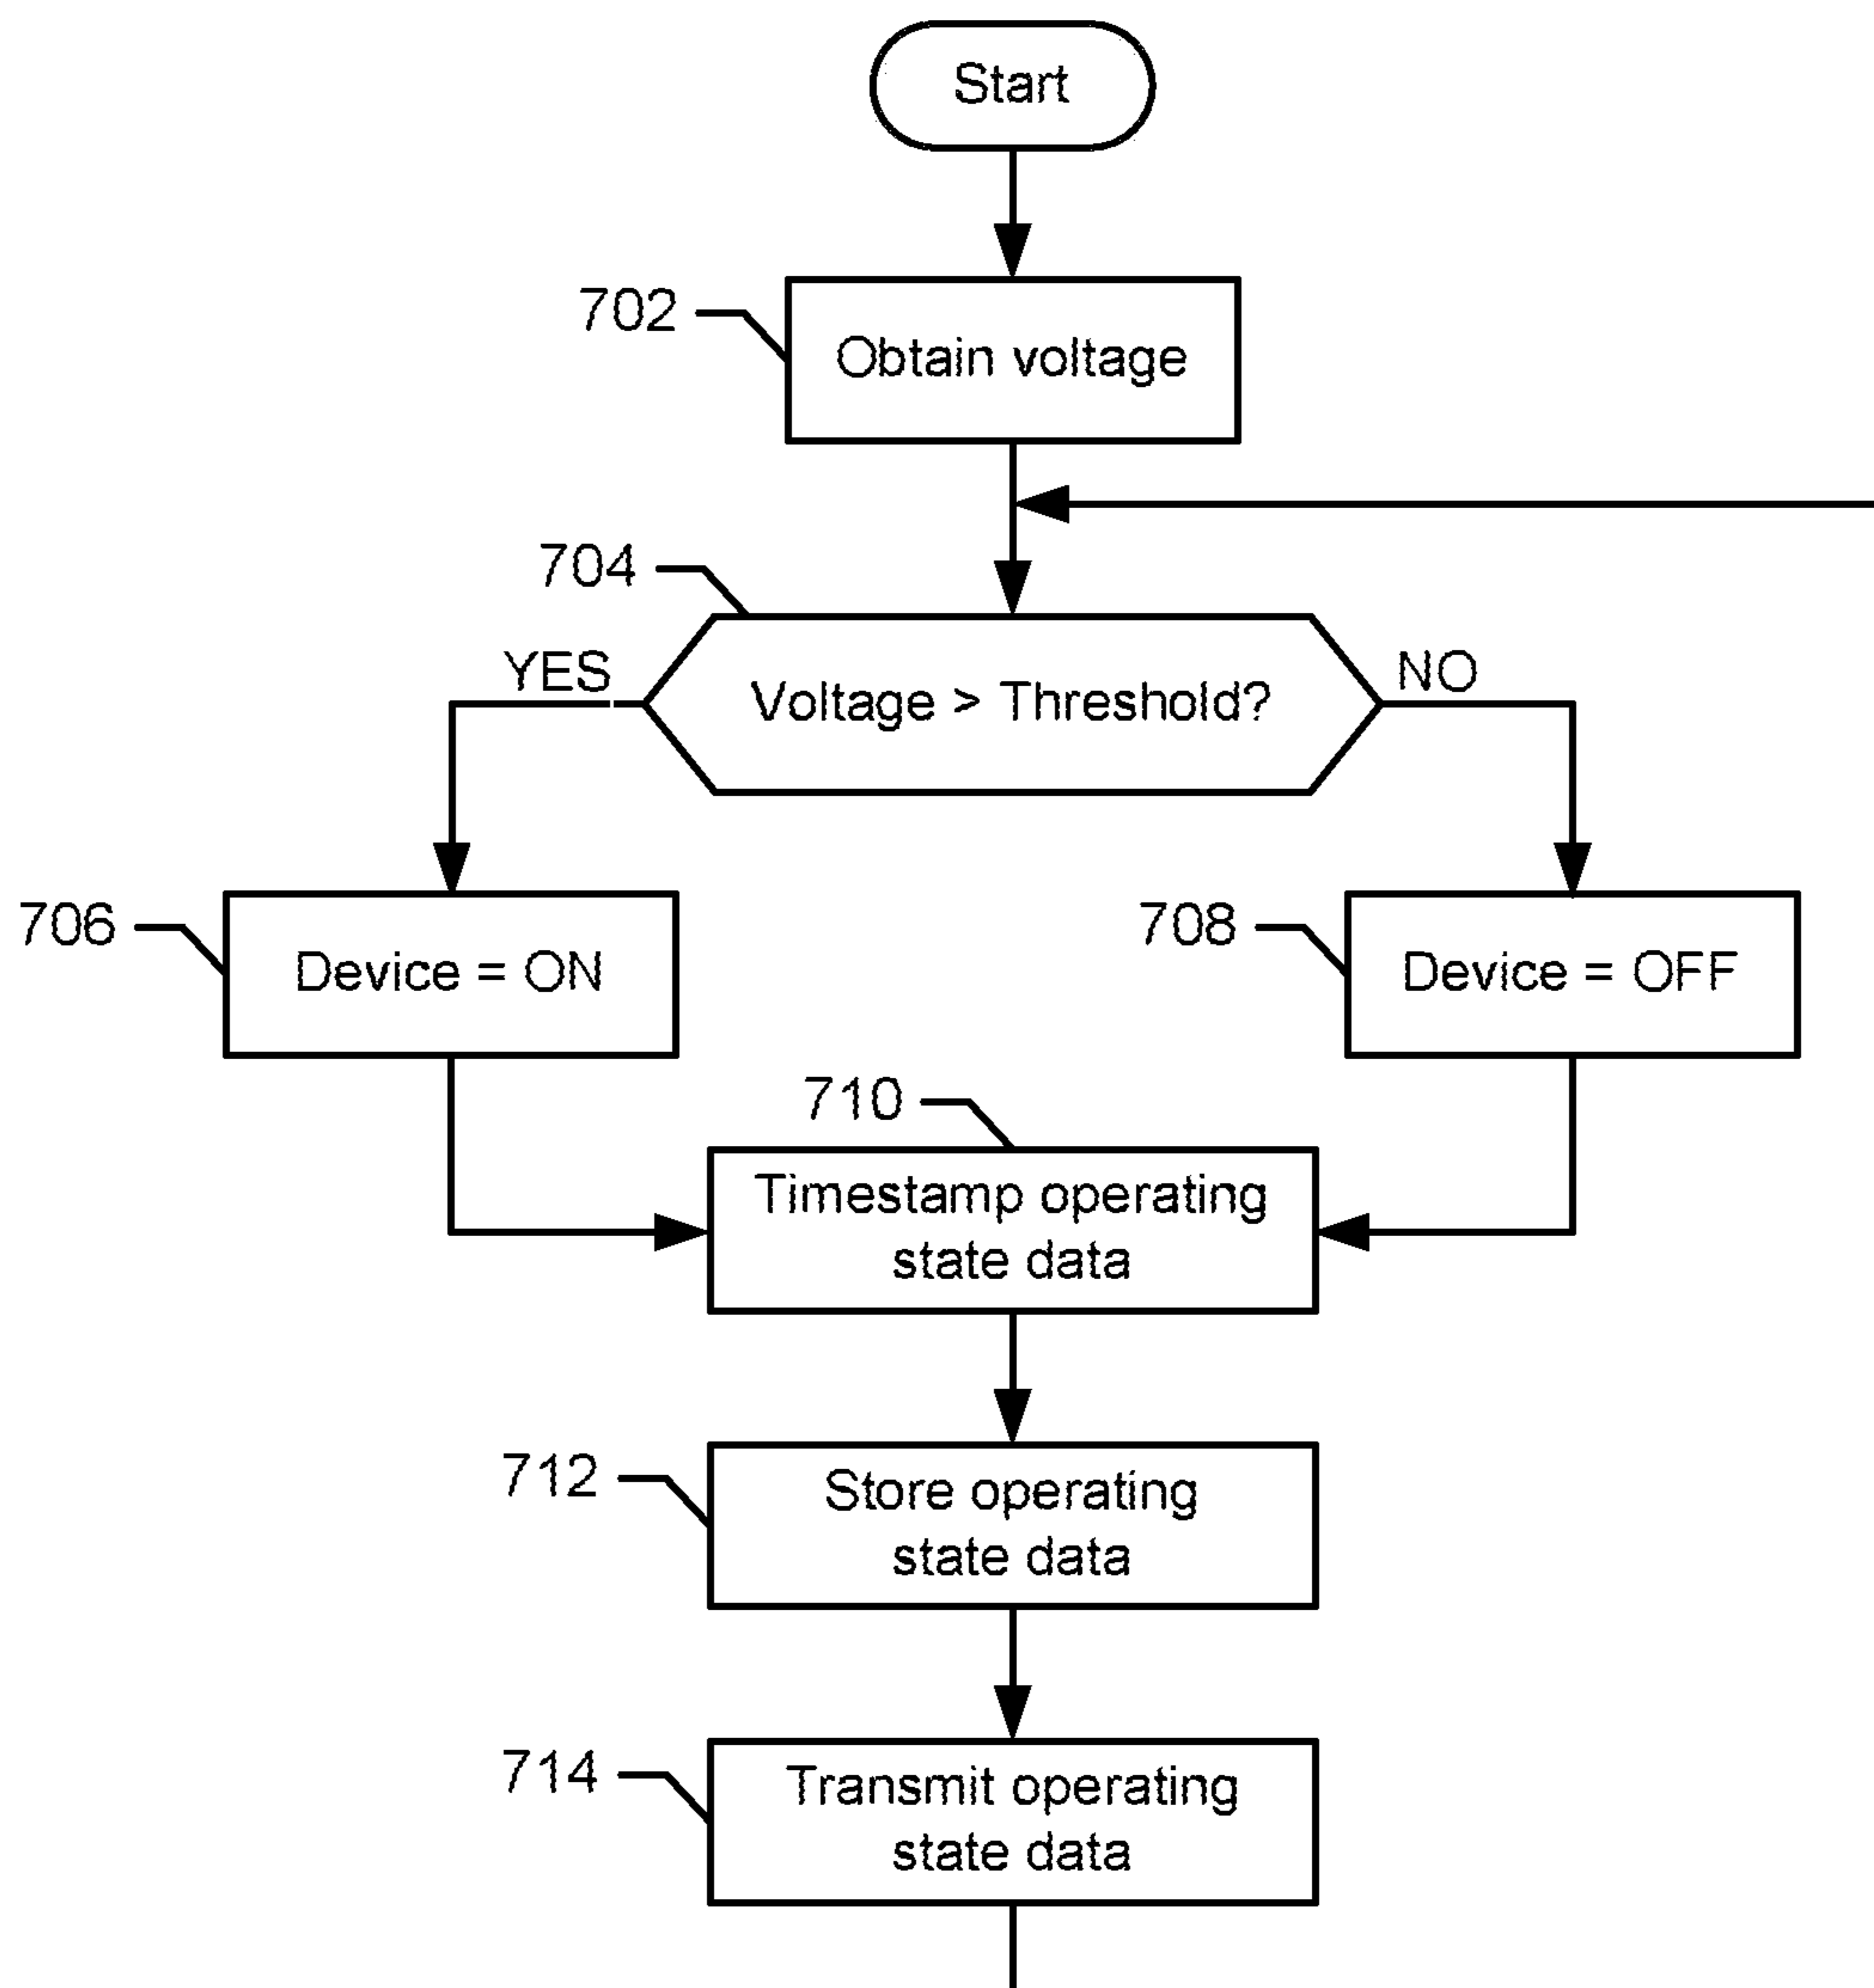 Start
702
Obtain voltage
704
YES
Voltage > Threshold?
NO
706
Device = ON
708
Device = OFF
710
Timestamp operating
state data
712
Store operating
state data
714
Transmit operating
state data